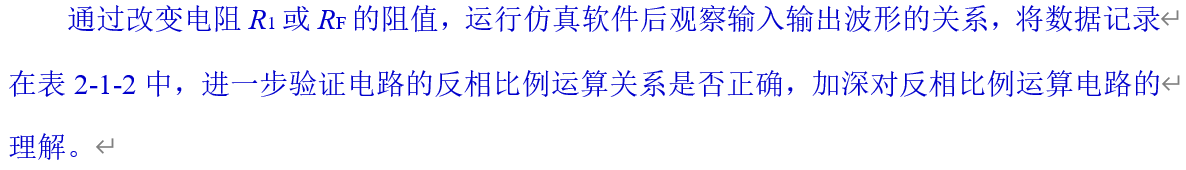 通过改变电阻 R1 或 RF 的阻值，运行仿真软件后观察输入输出波形的关系，将数据记录↵
在表 2-1-2 中，进一步验证电路的反相比例运算关系是否正确，加深对反相比例运算电路的↵
理解。↵